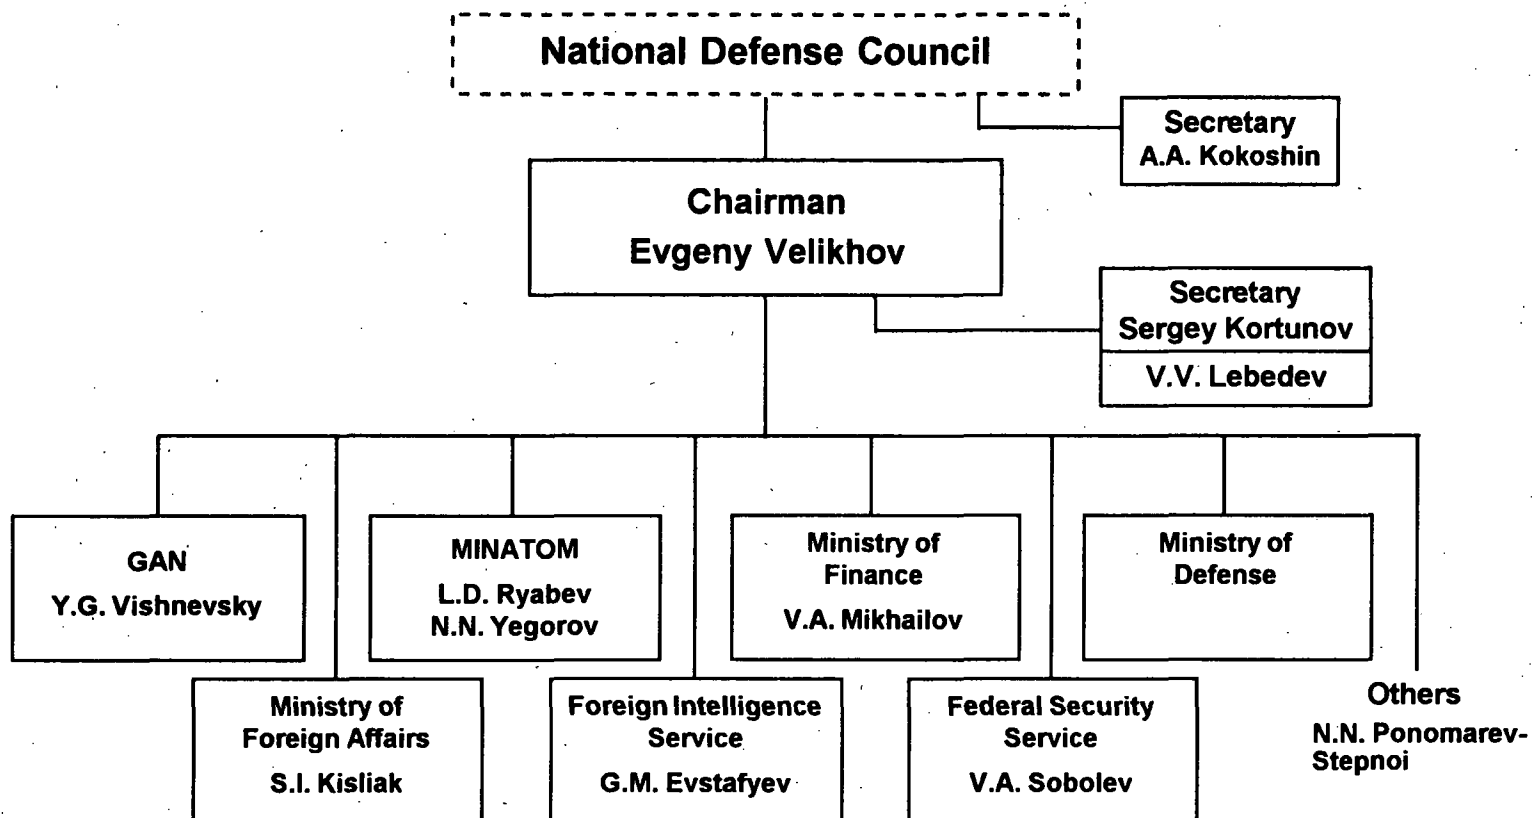 National Defense Council
Secretary
A.A. Kokoshin
Chairman
Evgeny Velikhov
Secretary
Sergey Kortunov
V.V. Lebedev
GAN
Y.G. Vishnevsky
MINATOM
L.D. Ryabev
N.N. Yegorov
Ministry of
Finance
V.A. Mikhailov
Ministry of
Defense
Ministry of
Foreign Affairs
S.I. Kisliak
Foreign Intelligence
Service
G.M. Evstafyev
Federal Security
Service
V.A. Sobolev
Others
N.N. Ponomarev-
Stepnoi